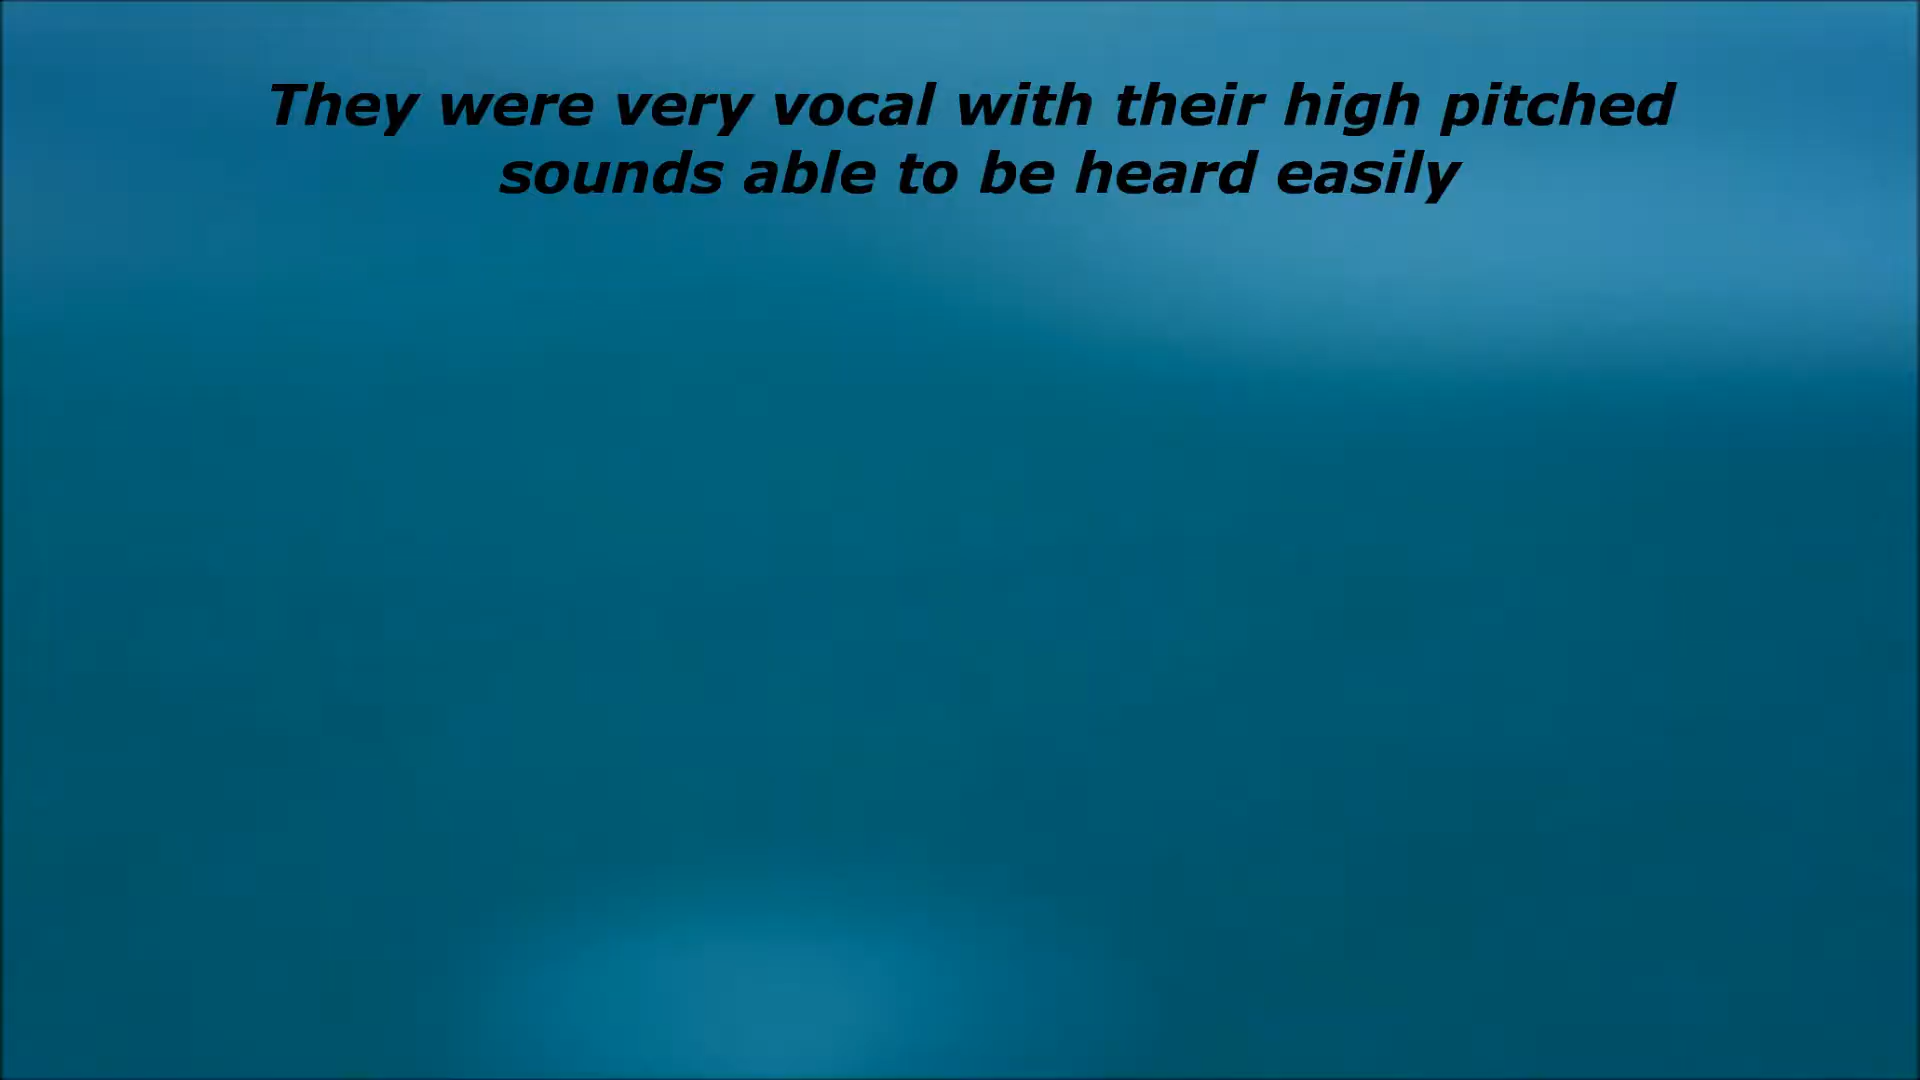 They were very vocal with their high pitched
sounds able to be heard easily